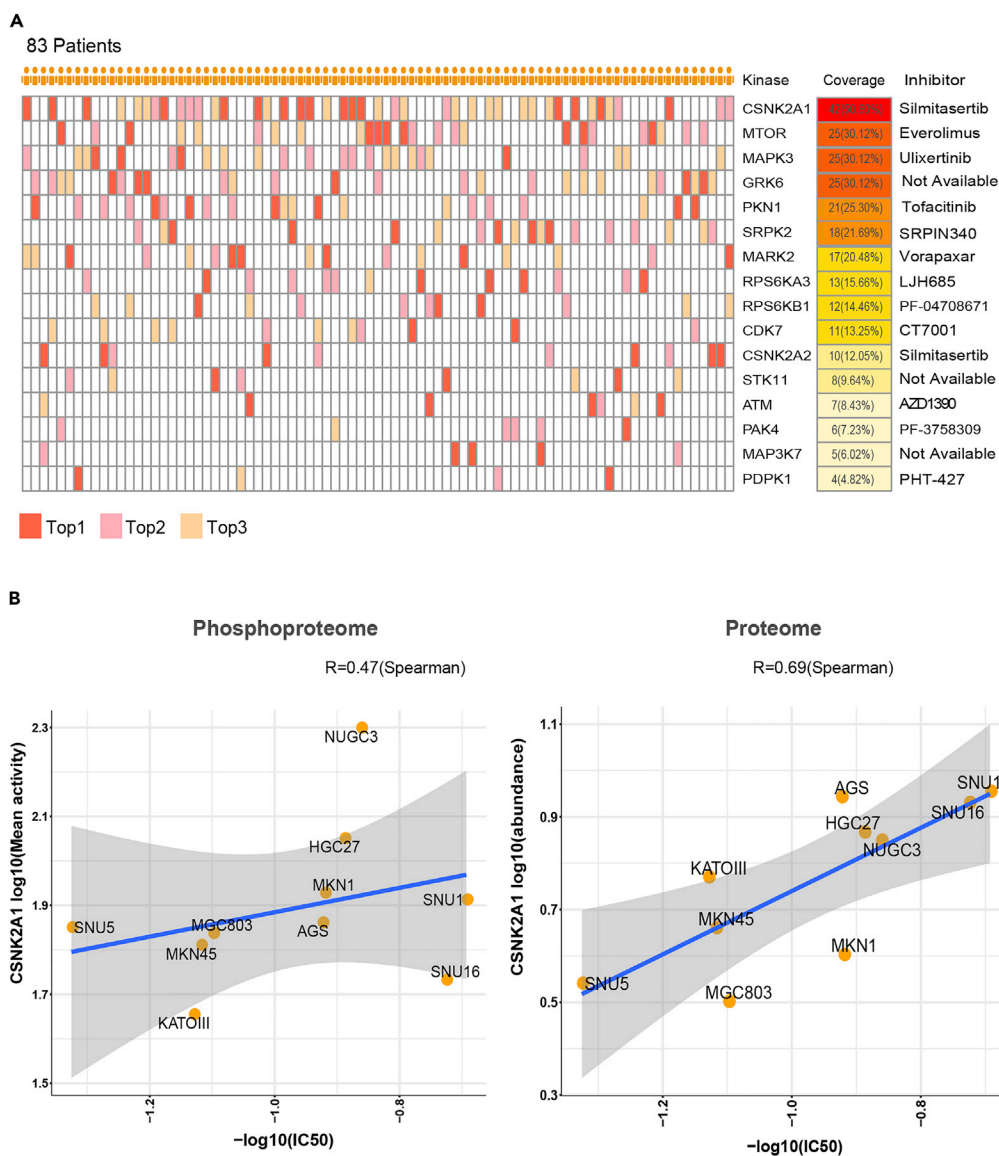 A
83 Patients
Kinase Coverage Inhibitor
CSNK2A1 Silmitasertib
MTOR 25(30.12%) Everolimus
MAPK3 25(30.12%) Ulixertinib
GRK6 25(30.12%) Not Available
PKN1 21(25.30%) Tofacitinib
SRPK2 18(21.69%) SRPIN340
MARK2 17(20.48%) Vorapaxar
RPS6KA3 13(15.66%) LJH685
RPS6KB1 12(14.46%) PF-04708671
CDK7 11(13.25%) CT7001
CSNK2A2 10(12.05%) Silmitasertib
STK11 8(9.64%) Not Available
ATM 7(8.43%) AZD1390
PAK4 6(7.23%) PF-3758309
MAP3K7 5(6.02%) Not Available
PDPK1 4(4.82%) PHT-427
Top1 Top2 Top3
B
Phosphoproteome
R=0.47(Spearman)
CSNK2A1 log10(Mean activity)
2.3
2.1
1.9
1.7
1.5
NUGC3
HGC27
MKN1
SNU1
SNU5
MGC803
AGS
MKN45
SNU16
KATOIII
−1.2
−1.0
−0.8
−log10(IC50)
Proteome
R=0.69(Spearman)
CSNK2A1 log10(abundance)
1.1
0.9
0.7
0.5
0.3
SNU1
AGS
SNU16
HGC27
NUGC3
KATOIII
MKN45
MKN1
SNU5
MGC803
−1.2
−1.0
−0.8
−log10(IC50)